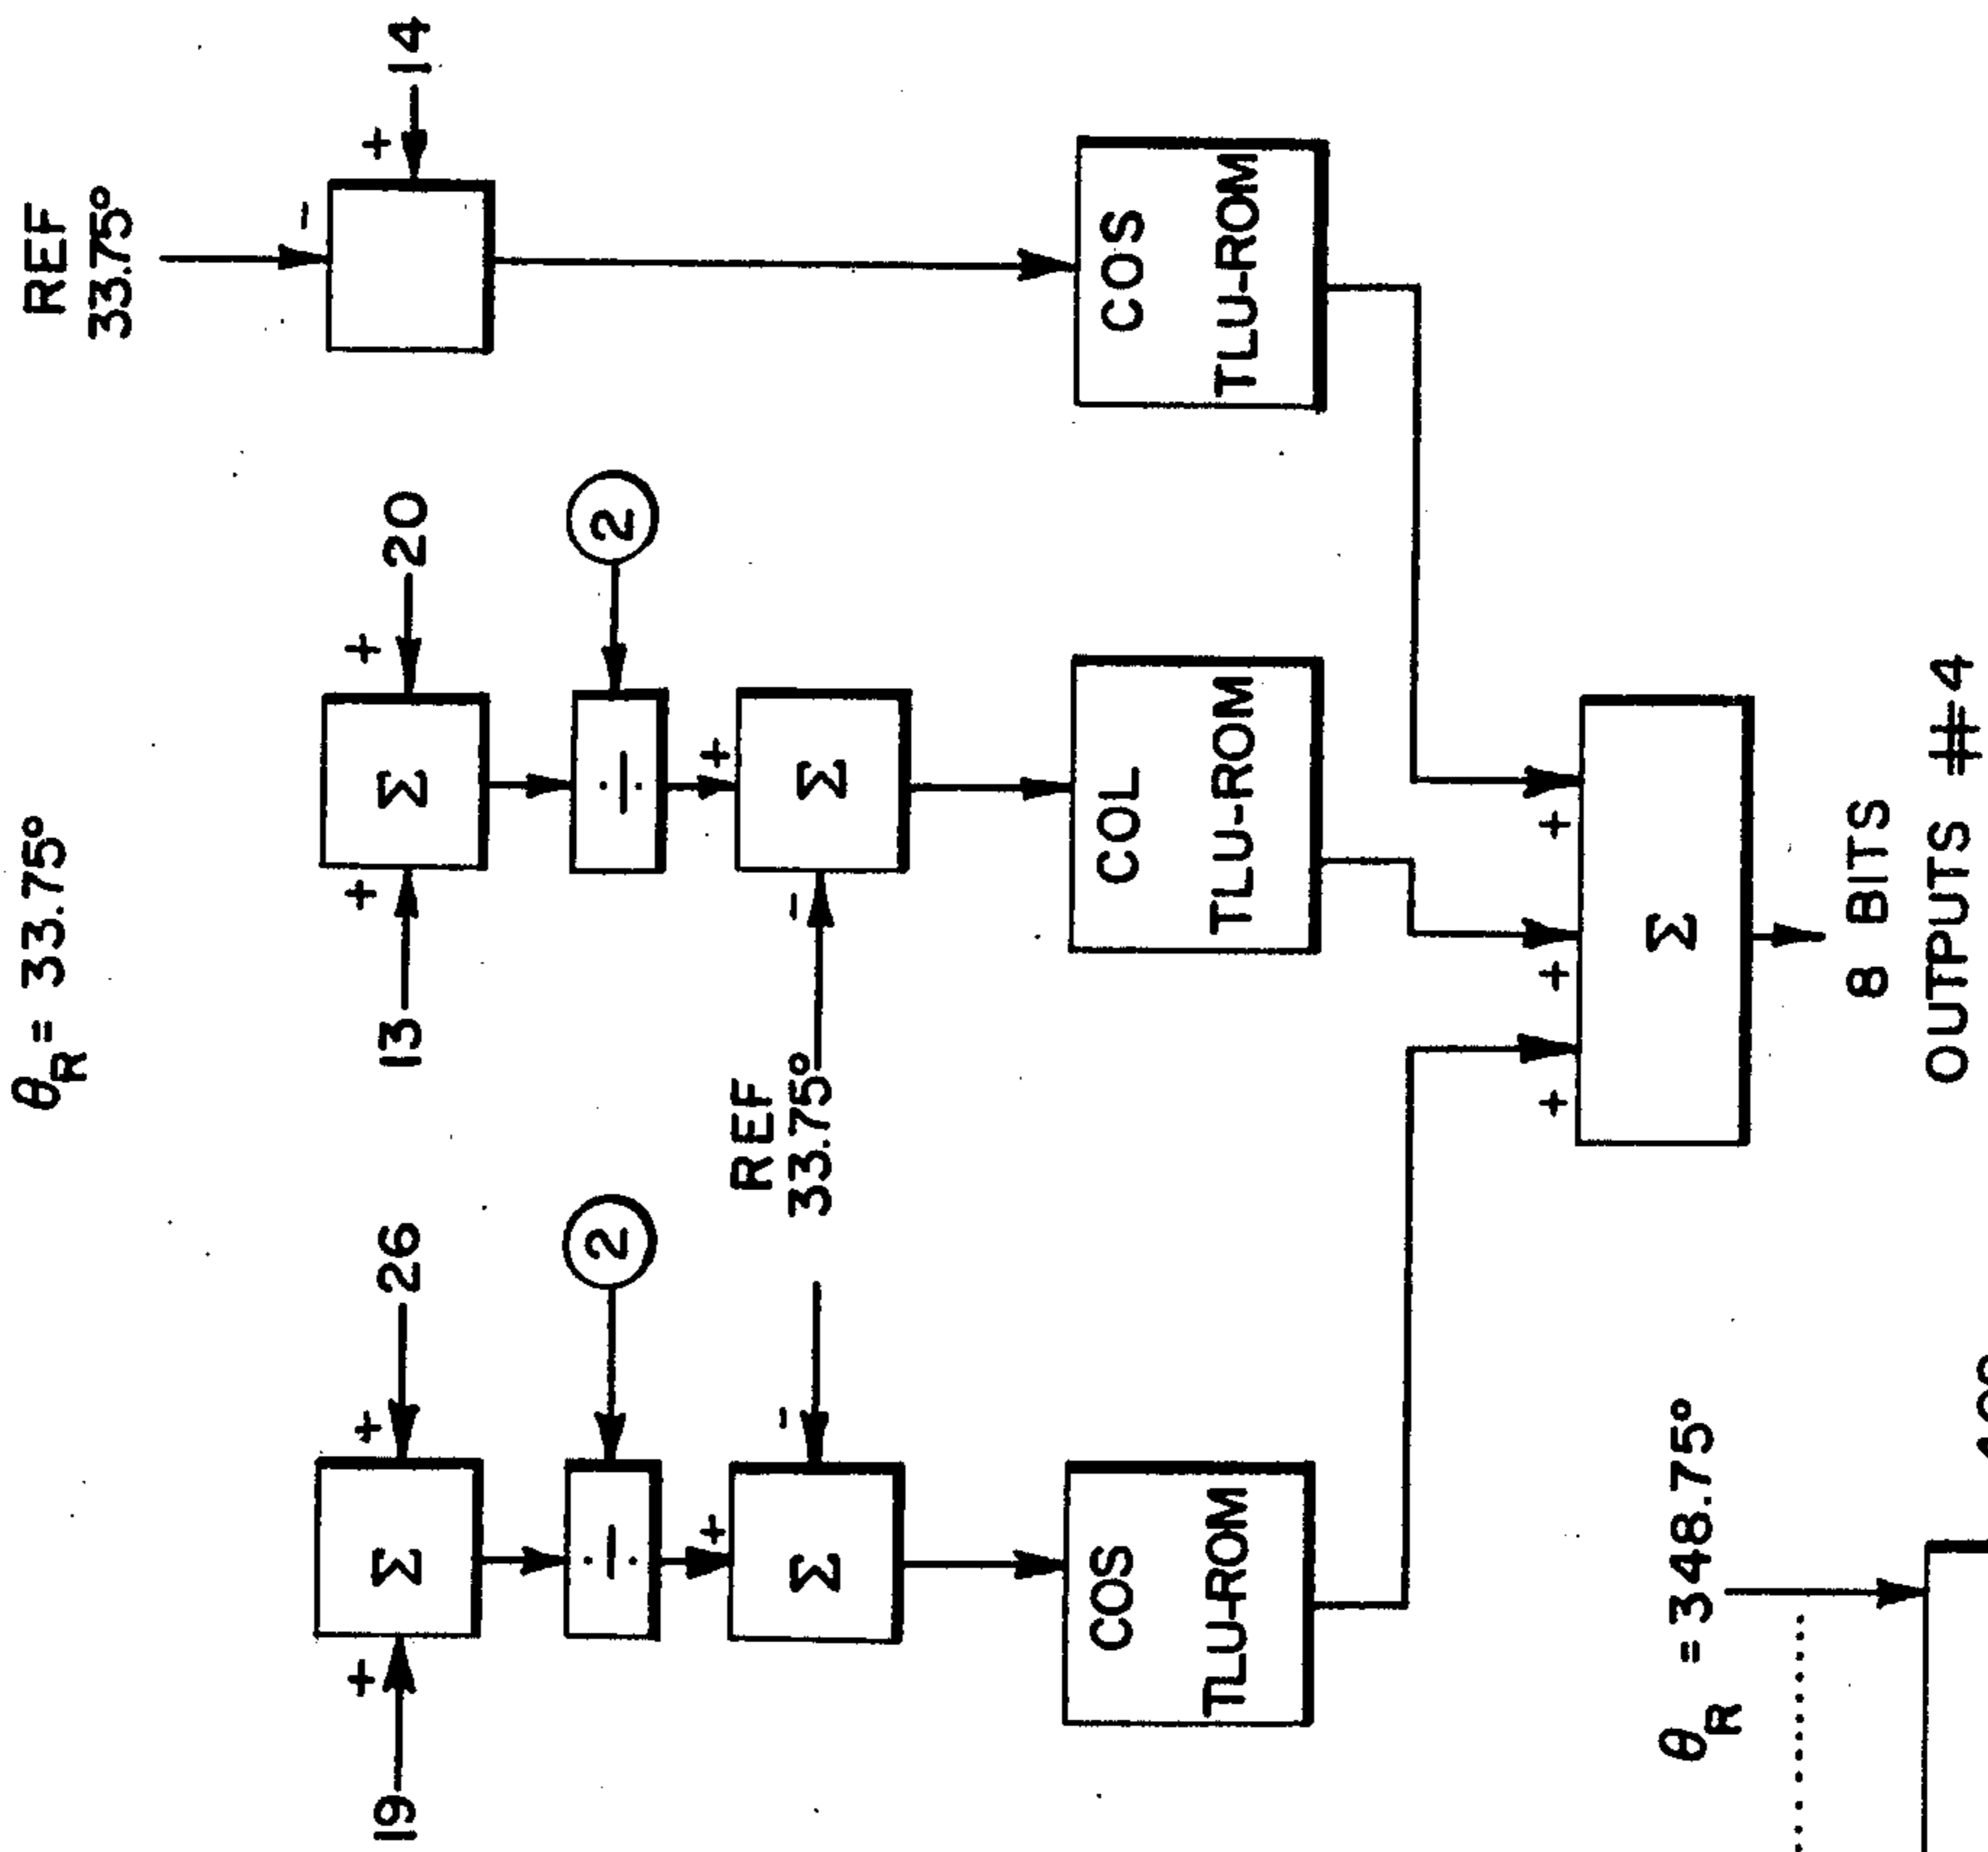 θR = 33.75°
REF
33.75°
19
+
Σ
+
26
13
+
Σ
+
20
-
+
14
÷
2
÷
2
+
Σ
-
REF
33.75°
-
+
Σ
COS
TLU-ROM
COL
TLU-ROM
COS
TLU-ROM
+
+
+
Σ
8 BITS
OUTPUTS #4
θR = 348.75°